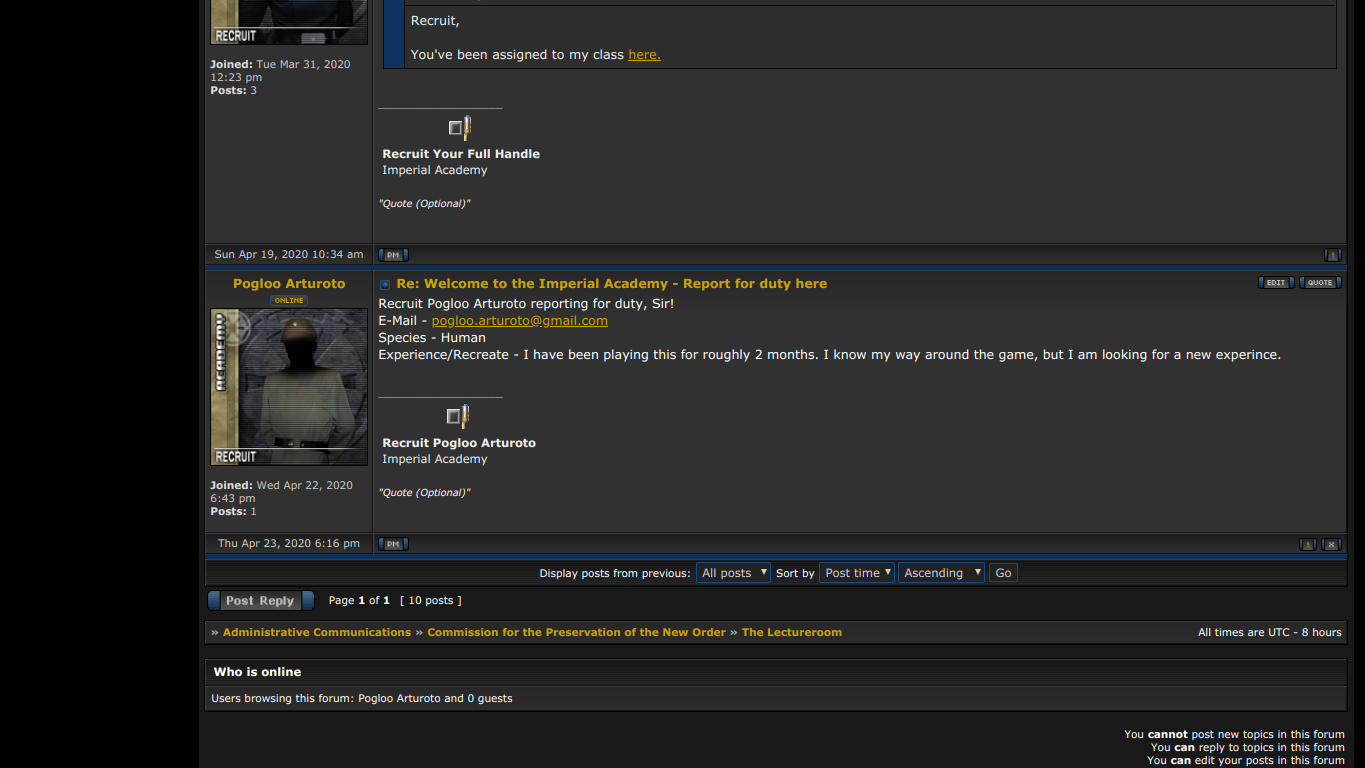 RECRUIT
Joined: Tue Mar 31, 2020
12:23 pm
Posts: 3
Recruit,
You've been assigned to my class here.
Recruit Your Full Handle
Imperial Academy
"Quote (Optional)"
Sun Apr 19, 2020 10:34 am
PM
Pogloo Arturoto
ONLINE
ACADEMY
RECRUIT
Joined: Wed Apr 22, 2020
6:43 pm
Posts: 1
Re: Welcome to the Imperial Academy - Report for duty here
EDIT QUOTE
Recruit Pogloo Arturoto reporting for duty, Sir!
E-Mail - pogloo.arturoto@gmail.com
Species - Human
Experience/Recreate - I have been playing this for roughly 2 months. I know my way around the game, but I am looking for a new experince.
Recruit Pogloo Arturoto
Imperial Academy
"Quote (Optional)"
Thu Apr 23, 2020 6:16 pm
PM
! X
Display posts from previous: All posts Sort by Post time Ascending Go
Post Reply Page 1 of 1 [ 10 posts ]
» Administrative Communications » Commission for the Preservation of the New Order » The Lectureroom
All times are UTC - 8 hours
Who is online
Users browsing this forum: Pogloo Arturoto and 0 guests
You cannot post new topics in this forum
You can reply to topics in this forum
You can edit your posts in this forum